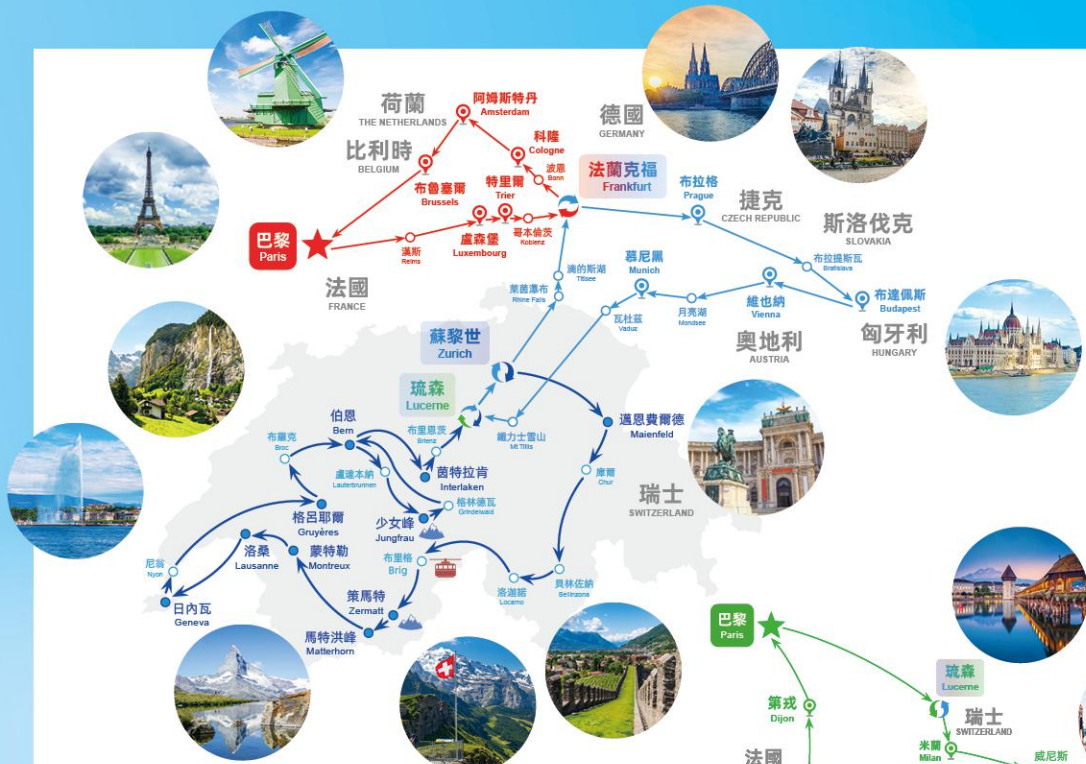 荷蘭
THE NETHERLANDS
阿姆斯特丹
Amsterdam
德國
GERMANY
比利時
BELGIUM
科隆
Cologne
波恩
Bonn
法蘭克福
Frankfurt
布魯塞爾
Brussels
特里爾
Trier
布拉格
Prague
捷克
CZECH REPUBLIC
斯洛伐克
SLOVAKIA
巴黎
Paris
漢斯
Reims
盧森堡
Luxembourg
哥本倫茨
Koblenz
法國
FRANCE
滴的斯湖
Titisee
萊茵瀑布
Rhine Falls
慕尼黑
Munich
布拉提斯瓦
Bratislava
瓦杜茲
Vaduz
月亮湖
Mondsee
維也納
Vienna
布達佩斯
Budapest
奧地利
AUSTRIA
匈牙利
HUNGARY
蘇黎世
Zurich
琉森
Lucerne
伯恩
Bern
布里恩茨
Brienz
鐵力士雪山
Mt Titlis
邁恩費爾德
Maienfeld
布羅克
Broc
盧達本納
Lauterbrunnen
茵特拉肯
Interlaken
庫爾
Chur
瑞士
SWITZERLAND
格林德瓦
Grindelwald
格呂耶爾
Gruyères
少女峰
Jungfrau
洛桑
Lausanne
蒙特勒
Montreux
布里格
Brig
尼翁
Nyon
洛迦諾
Locarno
貝林佐納
Bellinzona
日內瓦
Geneva
策馬特
Zermatt
馬特洪峰
Matterhorn
巴黎
Paris
琉森
Lucerne
第戎
Dijon
瑞士
SWITZERLAND
米蘭
Milan
威尼斯
法國